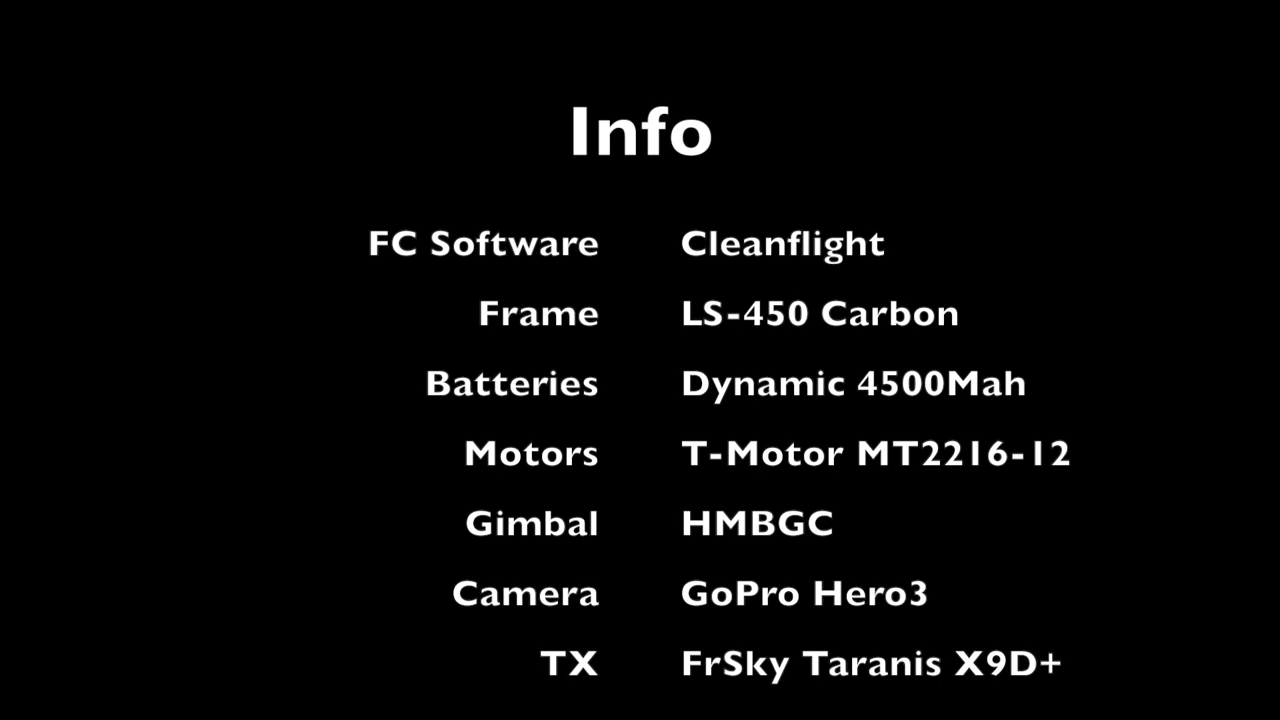 Info
FC Software Cleanflight
Frame LS-450 Carbon
Batteries Dynamic 4500Mah
Motors T-Motor MT2216-12
Gimbal HMBGC
Camera GoPro Hero3
TX FrSky Taranis X9D+